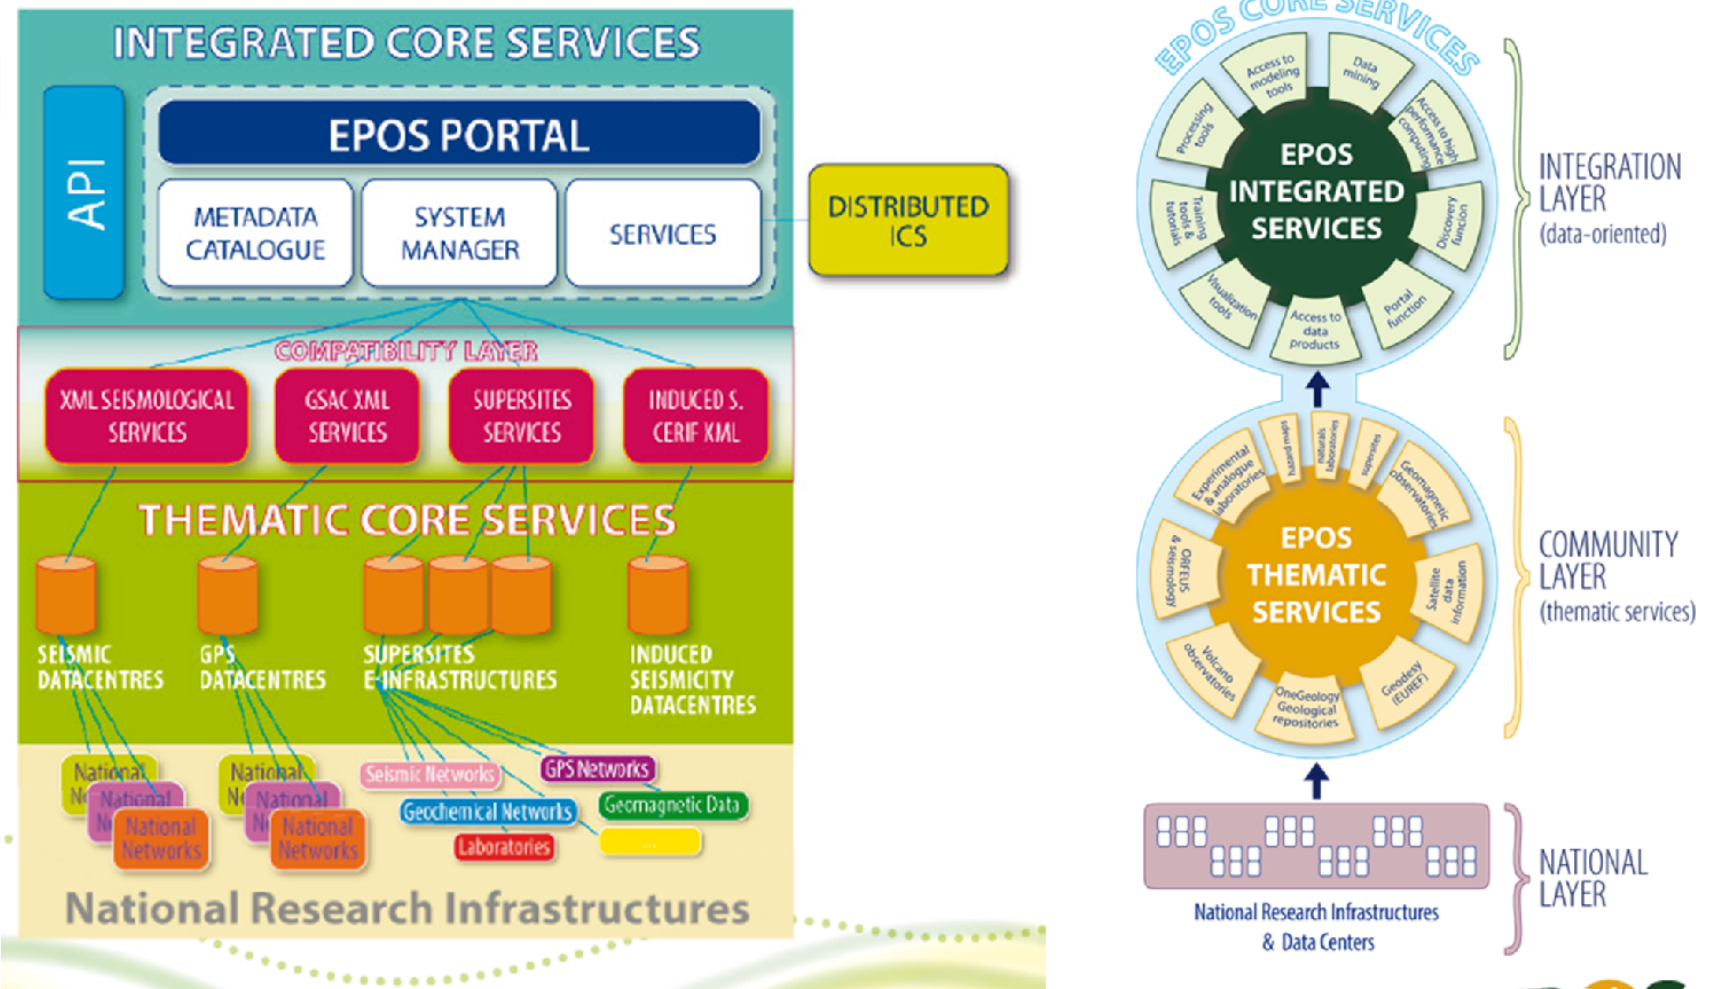 INTEGRATED CORE SERVICES
API
EPOS PORTAL
METADATA
CATALOGUE
SYSTEM
MANAGER
SERVICES
DISTRIBUTED
ICS
COMPATIBILITY LAYER
XML SEISMOLOGICAL
SERVICES
GSAC XML
SERVICES
SUPERSITES
SERVICES
INDUCED S.
CERIF XML
THEMATIC CORE SERVICES
SEISMIC
DATACENTRES
GPS
DATACENTRES
SUPERSITES
E-INFRASTRUCTURES
INDUCED
SEISMICITY
DATACENTRES
National
National
National
Networks
National
National
National
Networks
Seismic Networks
GPS Networks
Geochemical Networks
Geomagnetic Data
Laboratories
...
National Research Infrastructures
EPOS CORE SERVICES
Access to
modeling
tools
Data
mining
Access to high
performance
computing
Discovery
function
Portal
function
Access to
data
products
Visualization
tools
Training
tools &
tutorials
Processing
tools
EPOS
INTEGRATED
SERVICES
INTEGRATION
LAYER
(data-oriented)
Experimental
& analogue
laboratories
hazard maps
naturals
laboratories
supersites
Geomagnetic
observatories
Satellite
data
information
Geodesy
(EUREF)
OneGeology
Geological
repositories
Volcano
observatories
ORFEUS
& seismology
EPOS
THEMATIC
SERVICES
COMMUNITY
LAYER
(thematic services)
NATIONAL
LAYER
National Research Infrastructures
& Data Centers